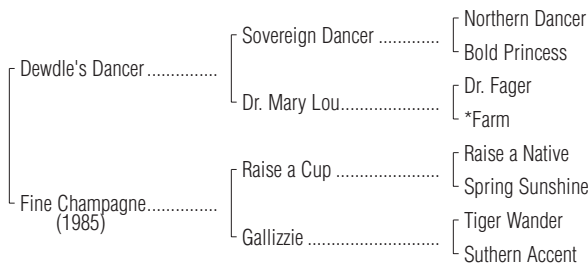 Northern Dancer
Sovereign Dancer ............
Bold Princess
Dewdle's Dancer ..............
Dr. Fager
Dr. Mary Lou....................
*Farm
Raise a Native
Raise a Cup .....................
Spring Sunshine
Fine Champagne..............
(1985)
Tiger Wander
Gallizzie ...........................
Suthern Accent